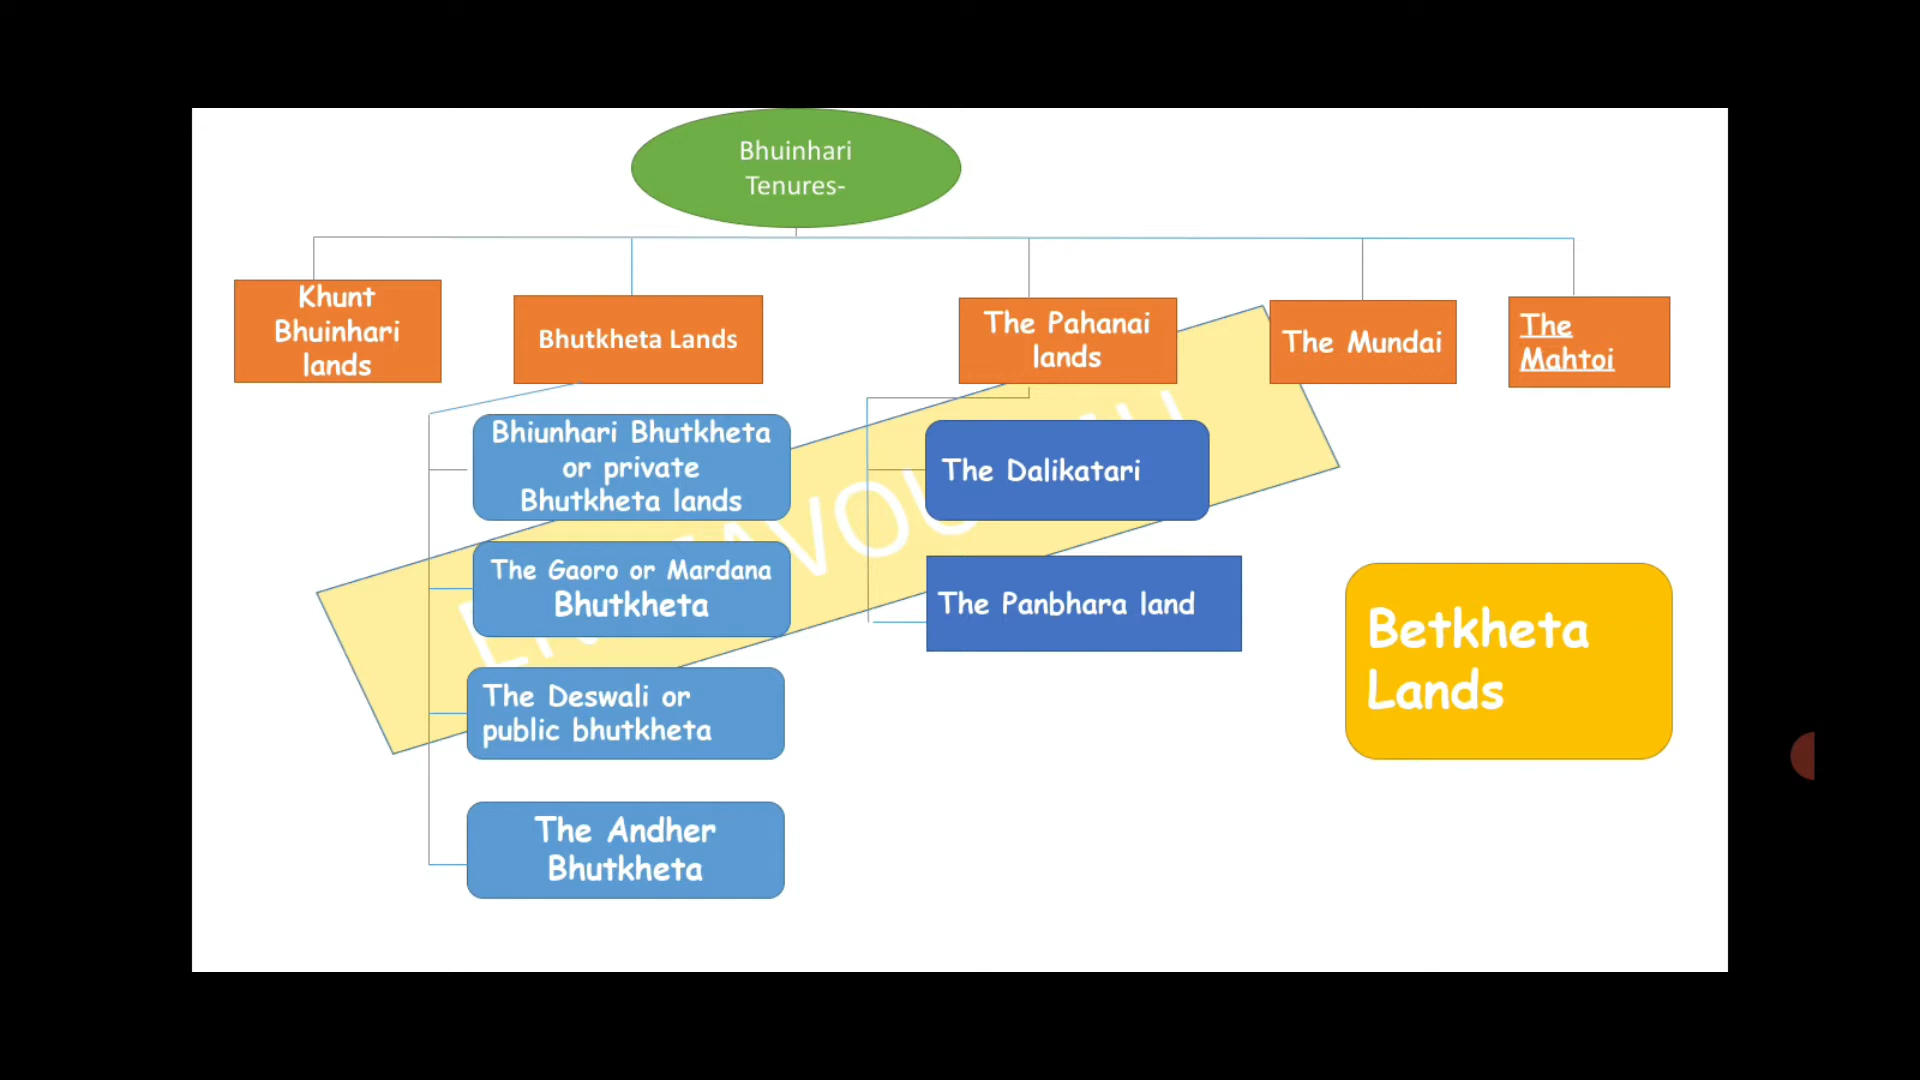 Bhuinhari
Tenures-
Khunt
Bhuinhari
lands
Bhutkheta Lands
The Pahanai
lands
The Mundai
The
Mahtoi
Bhiunhari Bhutkheta
or private
Bhutkheta lands
The Gaoro or Mardana
Bhutkheta
The Deswali or
public bhutkheta
The Andher
Bhutkheta
The Dalikatari
The Panbhara land
Betkheta
Lands